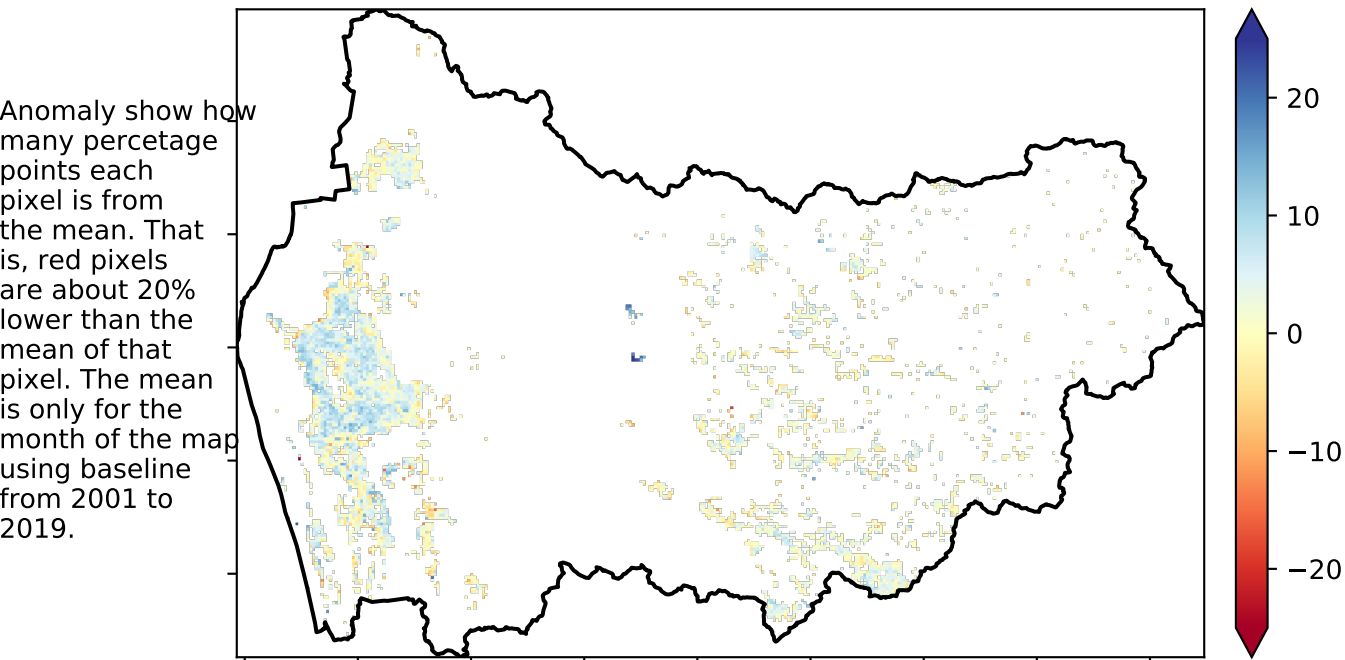 Anomaly show how
many percetage
points each
pixel is from
the mean. That
is, red pixels
are about 20%
lower than the
mean of that
pixel. The mean
is only for the
month of the map
using baseline
from 2001 to
2019.
20
10
0
−10
−20